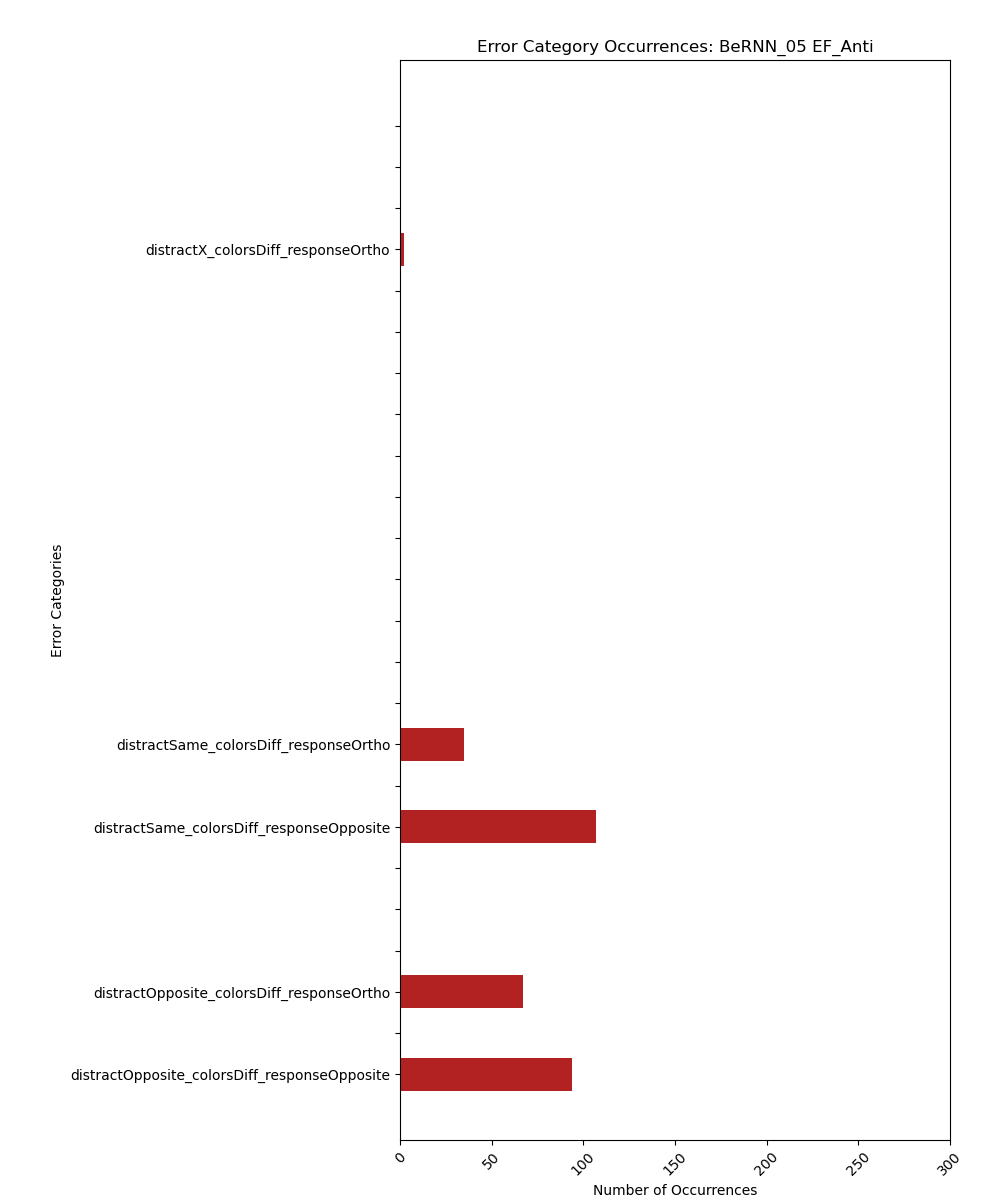 Error Category Occurrences: BeRNN_05 EF_Anti
distractX_colorsDiff_responseOrtho
Error Categories
distractSame_colorsDiff_responseOrtho
distractSame_colorsDiff_responseOpposite
distractOpposite_colorsDiff_responseOrtho
distractOpposite_colorsDiff_responseOpposite
0 50 100 150 200 250 300
Number of Occurrences